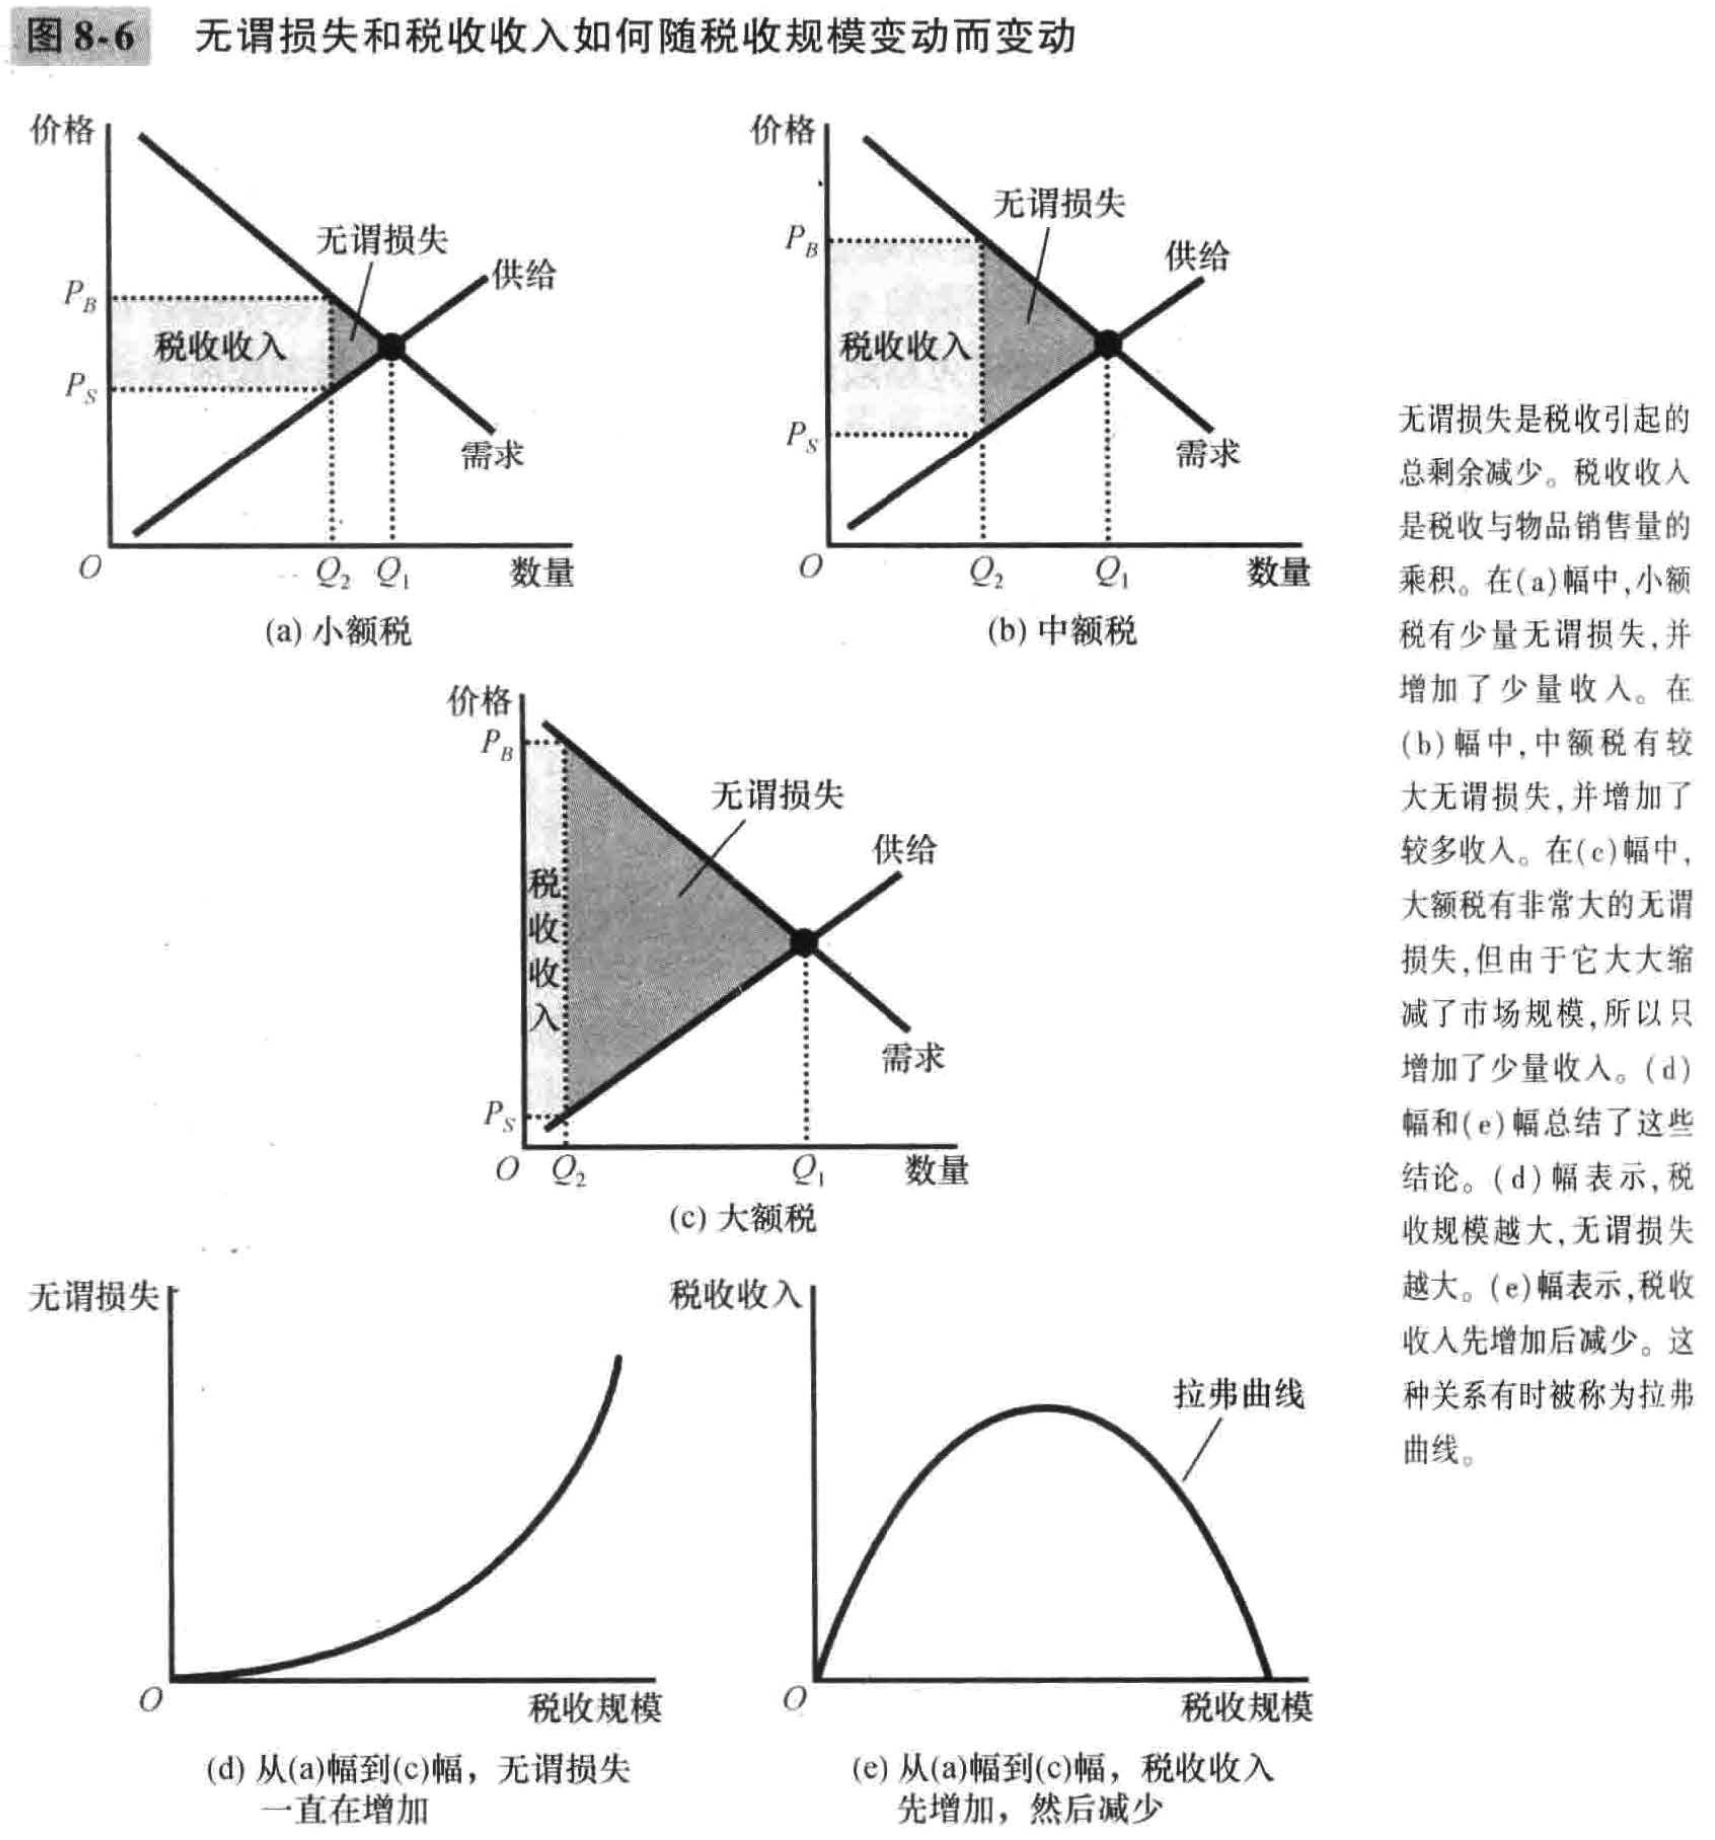 图 8-6 无谓损失和税收收入如何随税收规模变动而变动
价格
无谓损失
供给
P_B
税收收入
P_S
需求
O Q₂ Q₁ 数量
(a) 小额税
价格
无谓损失
P_B
供给
税收收入
P_S
需求
O Q₂ Q₁ 数量
(b) 中额税
价格
P_B
无谓损失
供给
税
收
收
入
需求
P_S
O Q₂ Q₁ 数量
(c) 大额税
无谓损失
O
税收规模
(d) 从(a)幅到(c)幅，无谓损失
一直在增加
税收收入
拉弗曲线
O
税收规模
(e) 从(a)幅到(c)幅，税收收入
先增加，然后减少
无谓损失是税收引起的
总剩余减少。税收收入
是税收与物品销售量的
乘积。在(a)幅中,小额
税有少量无谓损失,并
增加了少量收入。在
(b)幅中,中额税有较
大无谓损失,并增加了
较多收入。在(c)幅中,
大额税有非常大的无谓
损失,但由于它大大缩
减了市场规模,所以只
增加了少量收入。(d)
幅和(e)幅总结了这些
结论。(d)幅表示,税
收规模越大,无谓损失
越大。(e)幅表示,税收
收入先增加后减少。这
种关系有时被称为拉弗
曲线。